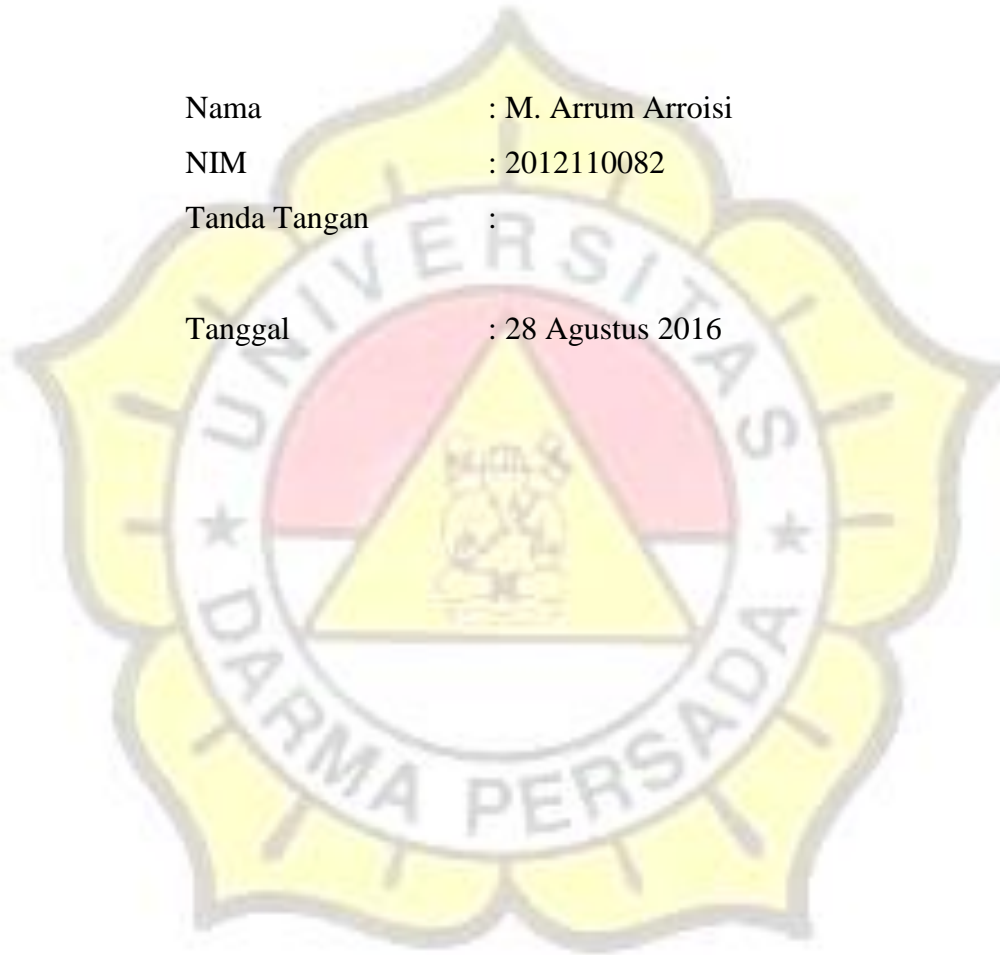 Nama : M. Arrum Arroisi
NIM : 2012110082
Tanda Tangan :
Tanggal : 28 Agustus 2016
UNIVERSITAS
DARMA PERSADA